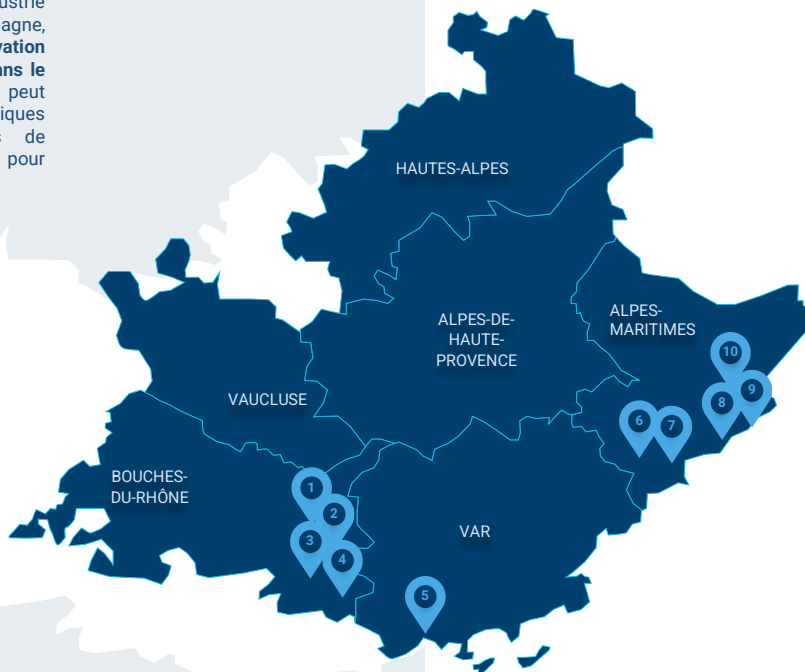 agne,
ans le
peut
iques
de
pour
HAUTES-ALPES
ALPES-DE-
HAUTE-
PROVENCE
ALPES-
MARITIMES
VAUCLUSE
BOUCHES-
DU-RHÔNE
VAR
10
9
8
6
7
1
2
3
4
5